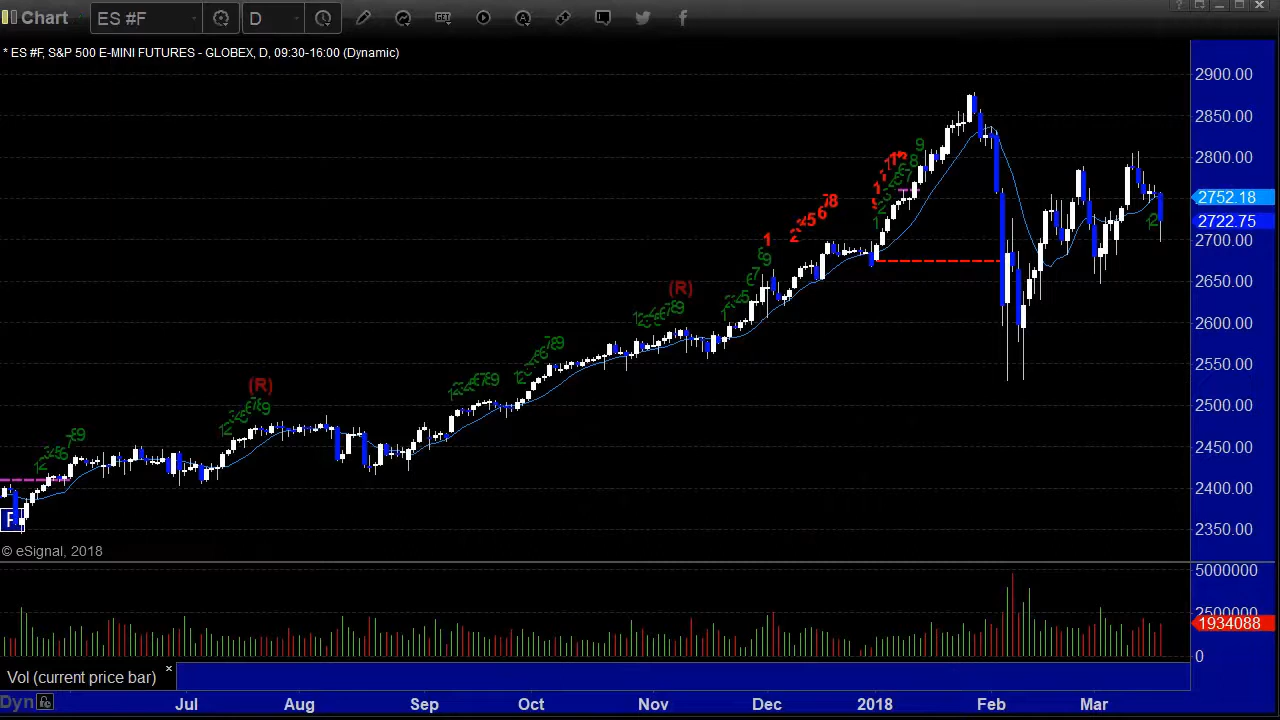 Chart ES #F D GET A
* ES #F, S&P 500 E-MINI FUTURES - GLOBEX, D, 09:30-16:00 (Dynamic)
2900.00
2850.00
2800.00
2752.18
2722.75
2700.00
2650.00
2600.00
2550.00
2500.00
2450.00
2400.00
2350.00
(R)
(R)
© eSignal, 2018
5000000
2500000
1934088
0
Vol (current price bar) ×
Dyn Jul Aug Sep Oct Nov Dec 2018 Feb Mar